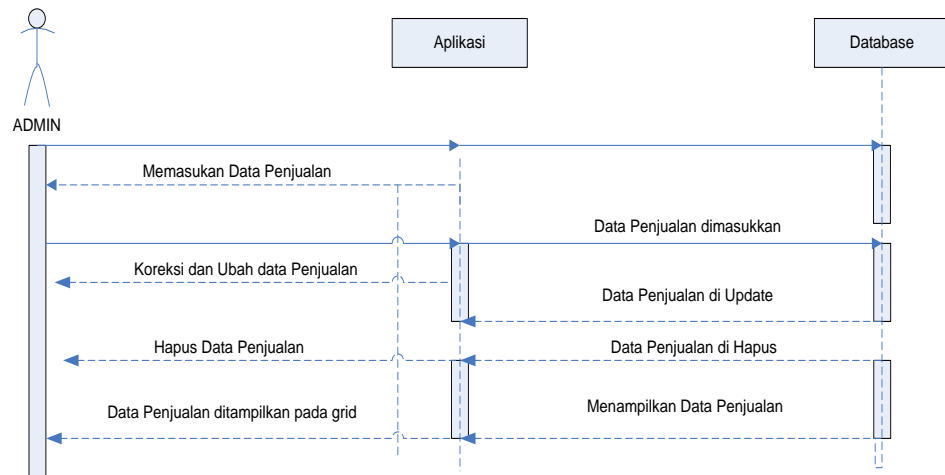 Aplikasi
Database
ADMIN
Memasukan Data Penjualan
Data Penjualan dimasukkan
Koreksi dan Ubah data Penjualan
Data Penjualan di Update
Hapus Data Penjualan
Data Penjualan di Hapus
Menampilkan Data Penjualan
Data Penjualan ditampilkan pada grid